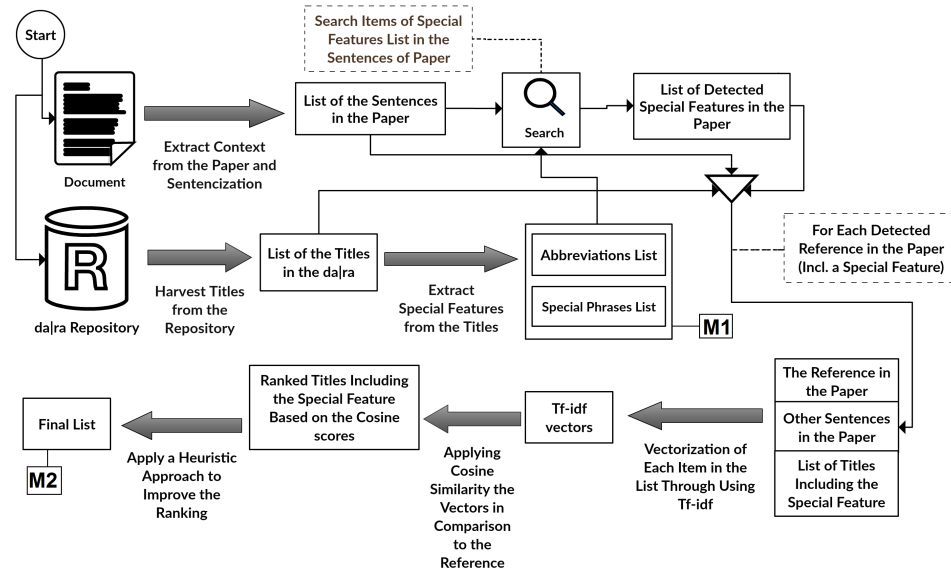 Start
Search Items of Special
Features List in the
Sentences of Paper
List of the Sentences
in the Paper
Search
List of Detected
Special Features in the
Paper
Extract Context
from the Paper and
Sentencization
Document
For Each Detected
Reference in the Paper
(Incl. a Special Feature)
R
da|ra Repository
Harvest Titles
from the
Repository
List of the Titles
in the da|ra
Extract
Special Features
from the Titles
Abbreviations List
Special Phrases List
M1
The Reference in
the Paper
Other Sentences
in the Paper
List of Titles
Including the
Special Feature
Vectorization of
Each Item in the
List Through Using
Tf-idf
Tf-idf
vectors
Applying
Cosine
Similarity the
Vectors in
Comparison
to the
Reference
Ranked Titles Including
the Special Feature
Based on the Cosine
scores
Apply a Heuristic
Approach to
Improve the
Ranking
Final List
M2